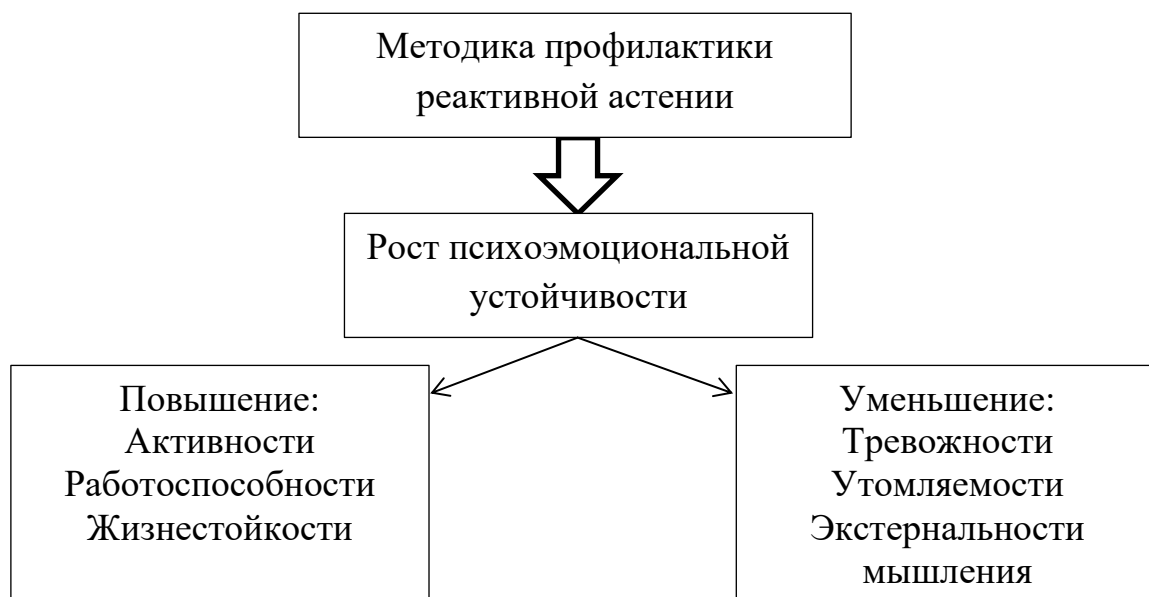 Методика профилактики
реактивной астении
Рост психоэмоциональной
устойчивости
Повышение:
Активности
Работоспособности
Жизнестойкости
Уменьшение:
Тревожности
Утомляемости
Экстернальности
мышления